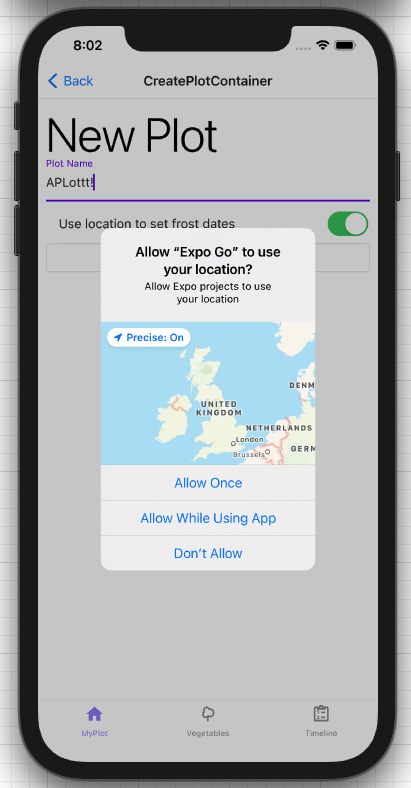 8:02
Back
CreatePlotContainer
New Plot
Plot Name
APLottt!
Use location to set frost dates
Allow “Expo Go” to use
your location?
Allow Expo projects to use
your location
Precise: On
UNITED
KINGDOM
DENM
NETHERLANDS
London
Brussels
GERM
Allow Once
Allow While Using App
Don’t Allow
MyPlot
Vegetables
Timeline